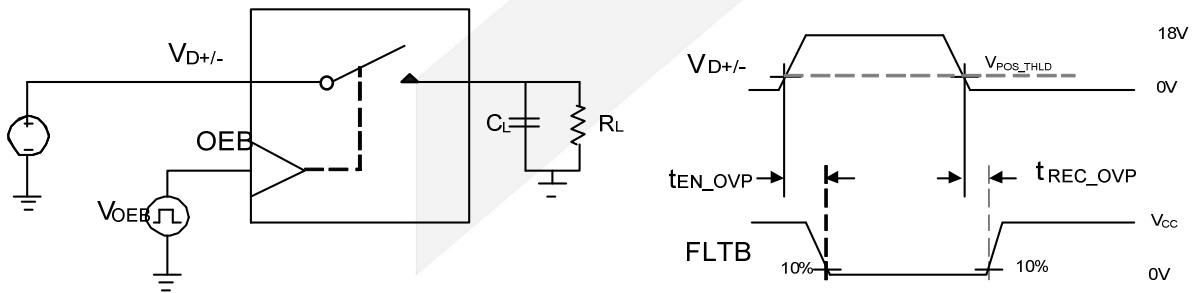 VD+/-
OEB
VOEB
CL
RL
VD+/-
18V
VPOS_THLD
0V
tEN_OVP
tREC_OVP
FLTB
VCC
10%
10%
0V